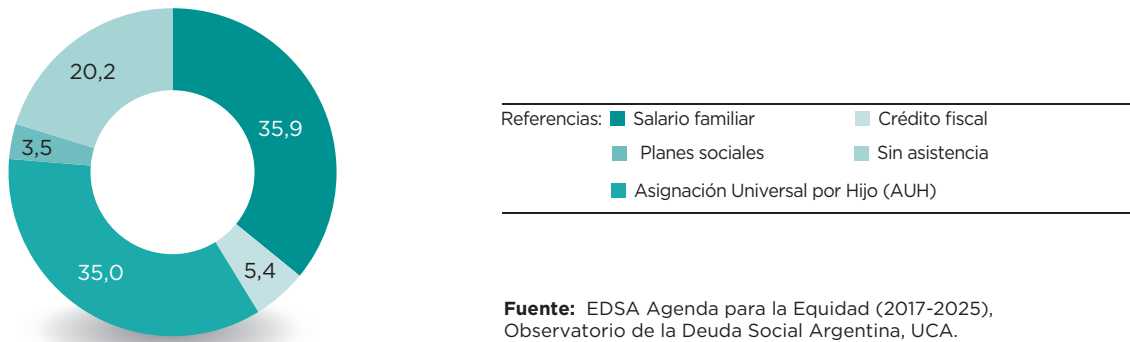 20,2
35,9
3,5
35,0
5,4
Referencias: Salario familiar Crédito fiscal
Planes sociales Sin asistencia
Asignación Universal por Hijo (AUH)
Fuente: EDSA Agenda para la Equidad (2017-2025),
Observatorio de la Deuda Social Argentina, UCA.